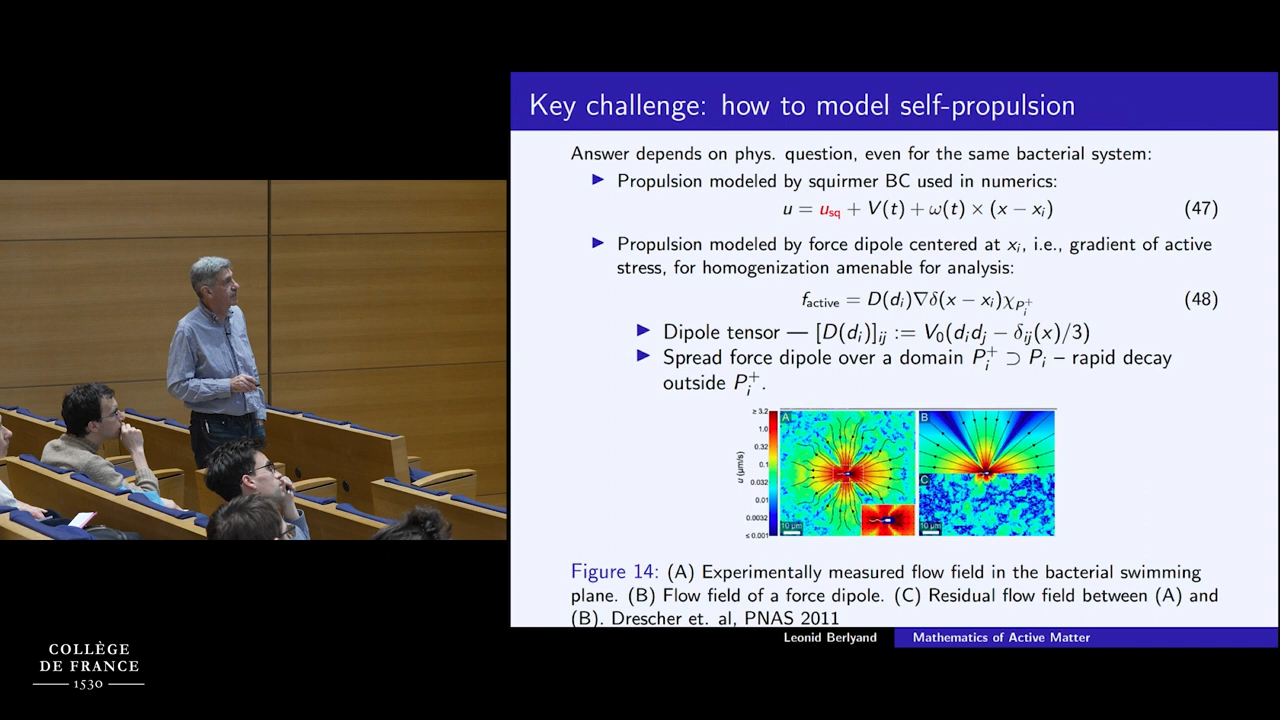 Key challenge: how to model self-propulsion
Answer depends on phys. question, even for the same bacterial system:
▶ Propulsion modeled by squirmer BC used in numerics:
u = u_sq + V(t) + ω(t) × (x − x_i) (47)
▶ Propulsion modeled by force dipole centered at x_i, i.e., gradient of active
stress, for homogenization amenable for analysis:
f_active = D(d_i)∇δ(x − x_i)χ_{P_i^+} (48)
▶ Dipole tensor — [D(d_i)]_{ij} := V_0(d_i d_j − δ_{ij}(x)/3)
▶ Spread force dipole over a domain P_i^+ ⊃ P_i – rapid decay
outside P_i^+.
u (μm/s)
≥ 3.2
1.0
0.32
0.1
0.032
0.01
0.0032
≤ 0.001
A
10 μm
B
C
10 μm
Figure 14: (A) Experimentally measured flow field in the bacterial swimming
plane. (B) Flow field of a force dipole. (C) Residual flow field between (A) and
(B). Drescher et. al, PNAS 2011
Leonid Berlyand Mathematics of Active Matter
COLLÈGE
DE FRANCE
1530